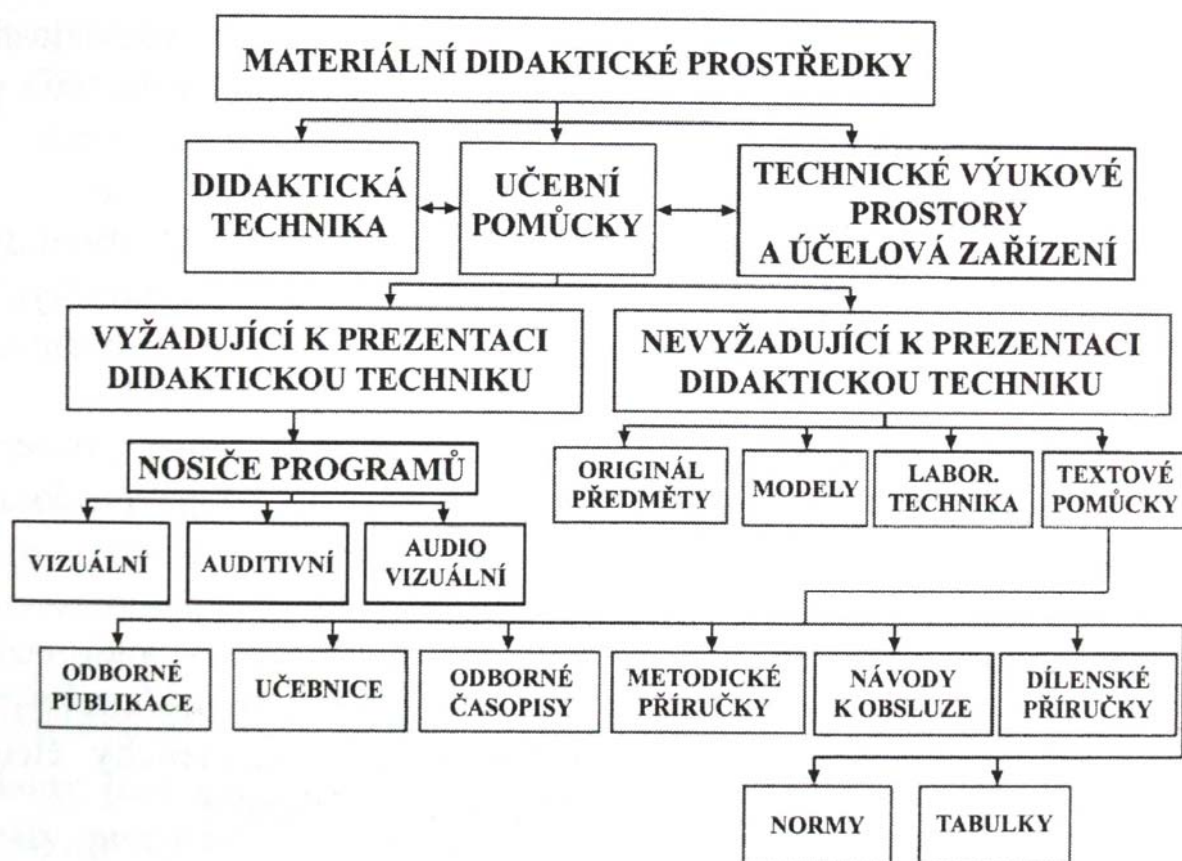 MATERIÁLNÍ DIDAKTICKÉ PROSTŘEDKY
DIDAKTICKÁ
TECHNIKA
UČEBNÍ
POMŮCKY
TECHNICKÉ VÝUKOVÉ
PROSTORY
A ÚČELOVÁ ZAŘÍZENÍ
VYŽADUJÍCÍ K PREZENTACI
DIDAKTICKOU TECHNIKU
NEVYŽADUJÍCÍ K PREZENTACI
DIDAKTICKOU TECHNIKU
NOSIČE PROGRAMŮ
ORIGINÁL
PŘEDMĚTY
MODELY
LABOR.
TECHNIKA
TEXTOVÉ
POMŮCKY
VIZUÁLNÍ
AUDITIVNÍ
AUDIO
VIZUÁLNÍ
ODBORNÉ
PUBLIKACE
UČEBNICE
ODBORNÉ
ČASOPISY
METODICKÉ
PŘÍRUČKY
NÁVODY
K OBSLUZE
DÍLENSKÉ
PŘÍRUČKY
NORMY
TABULKY